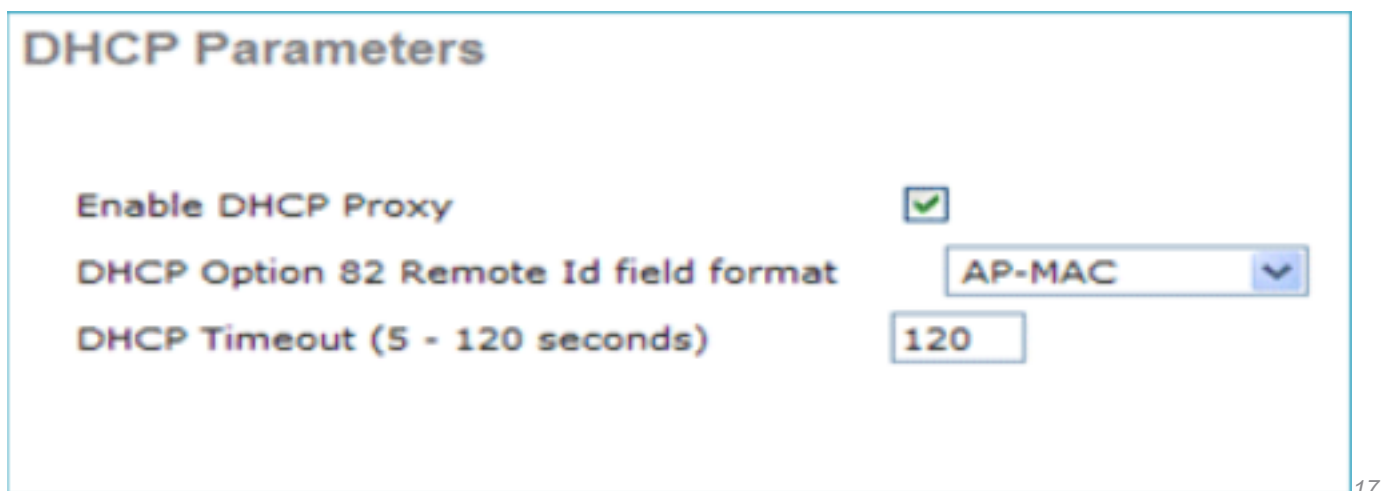 DHCP Parameters
Enable DHCP Proxy
DHCP Option 82 Remote Id field format AP-MAC
DHCP Timeout (5 - 120 seconds) 120
17